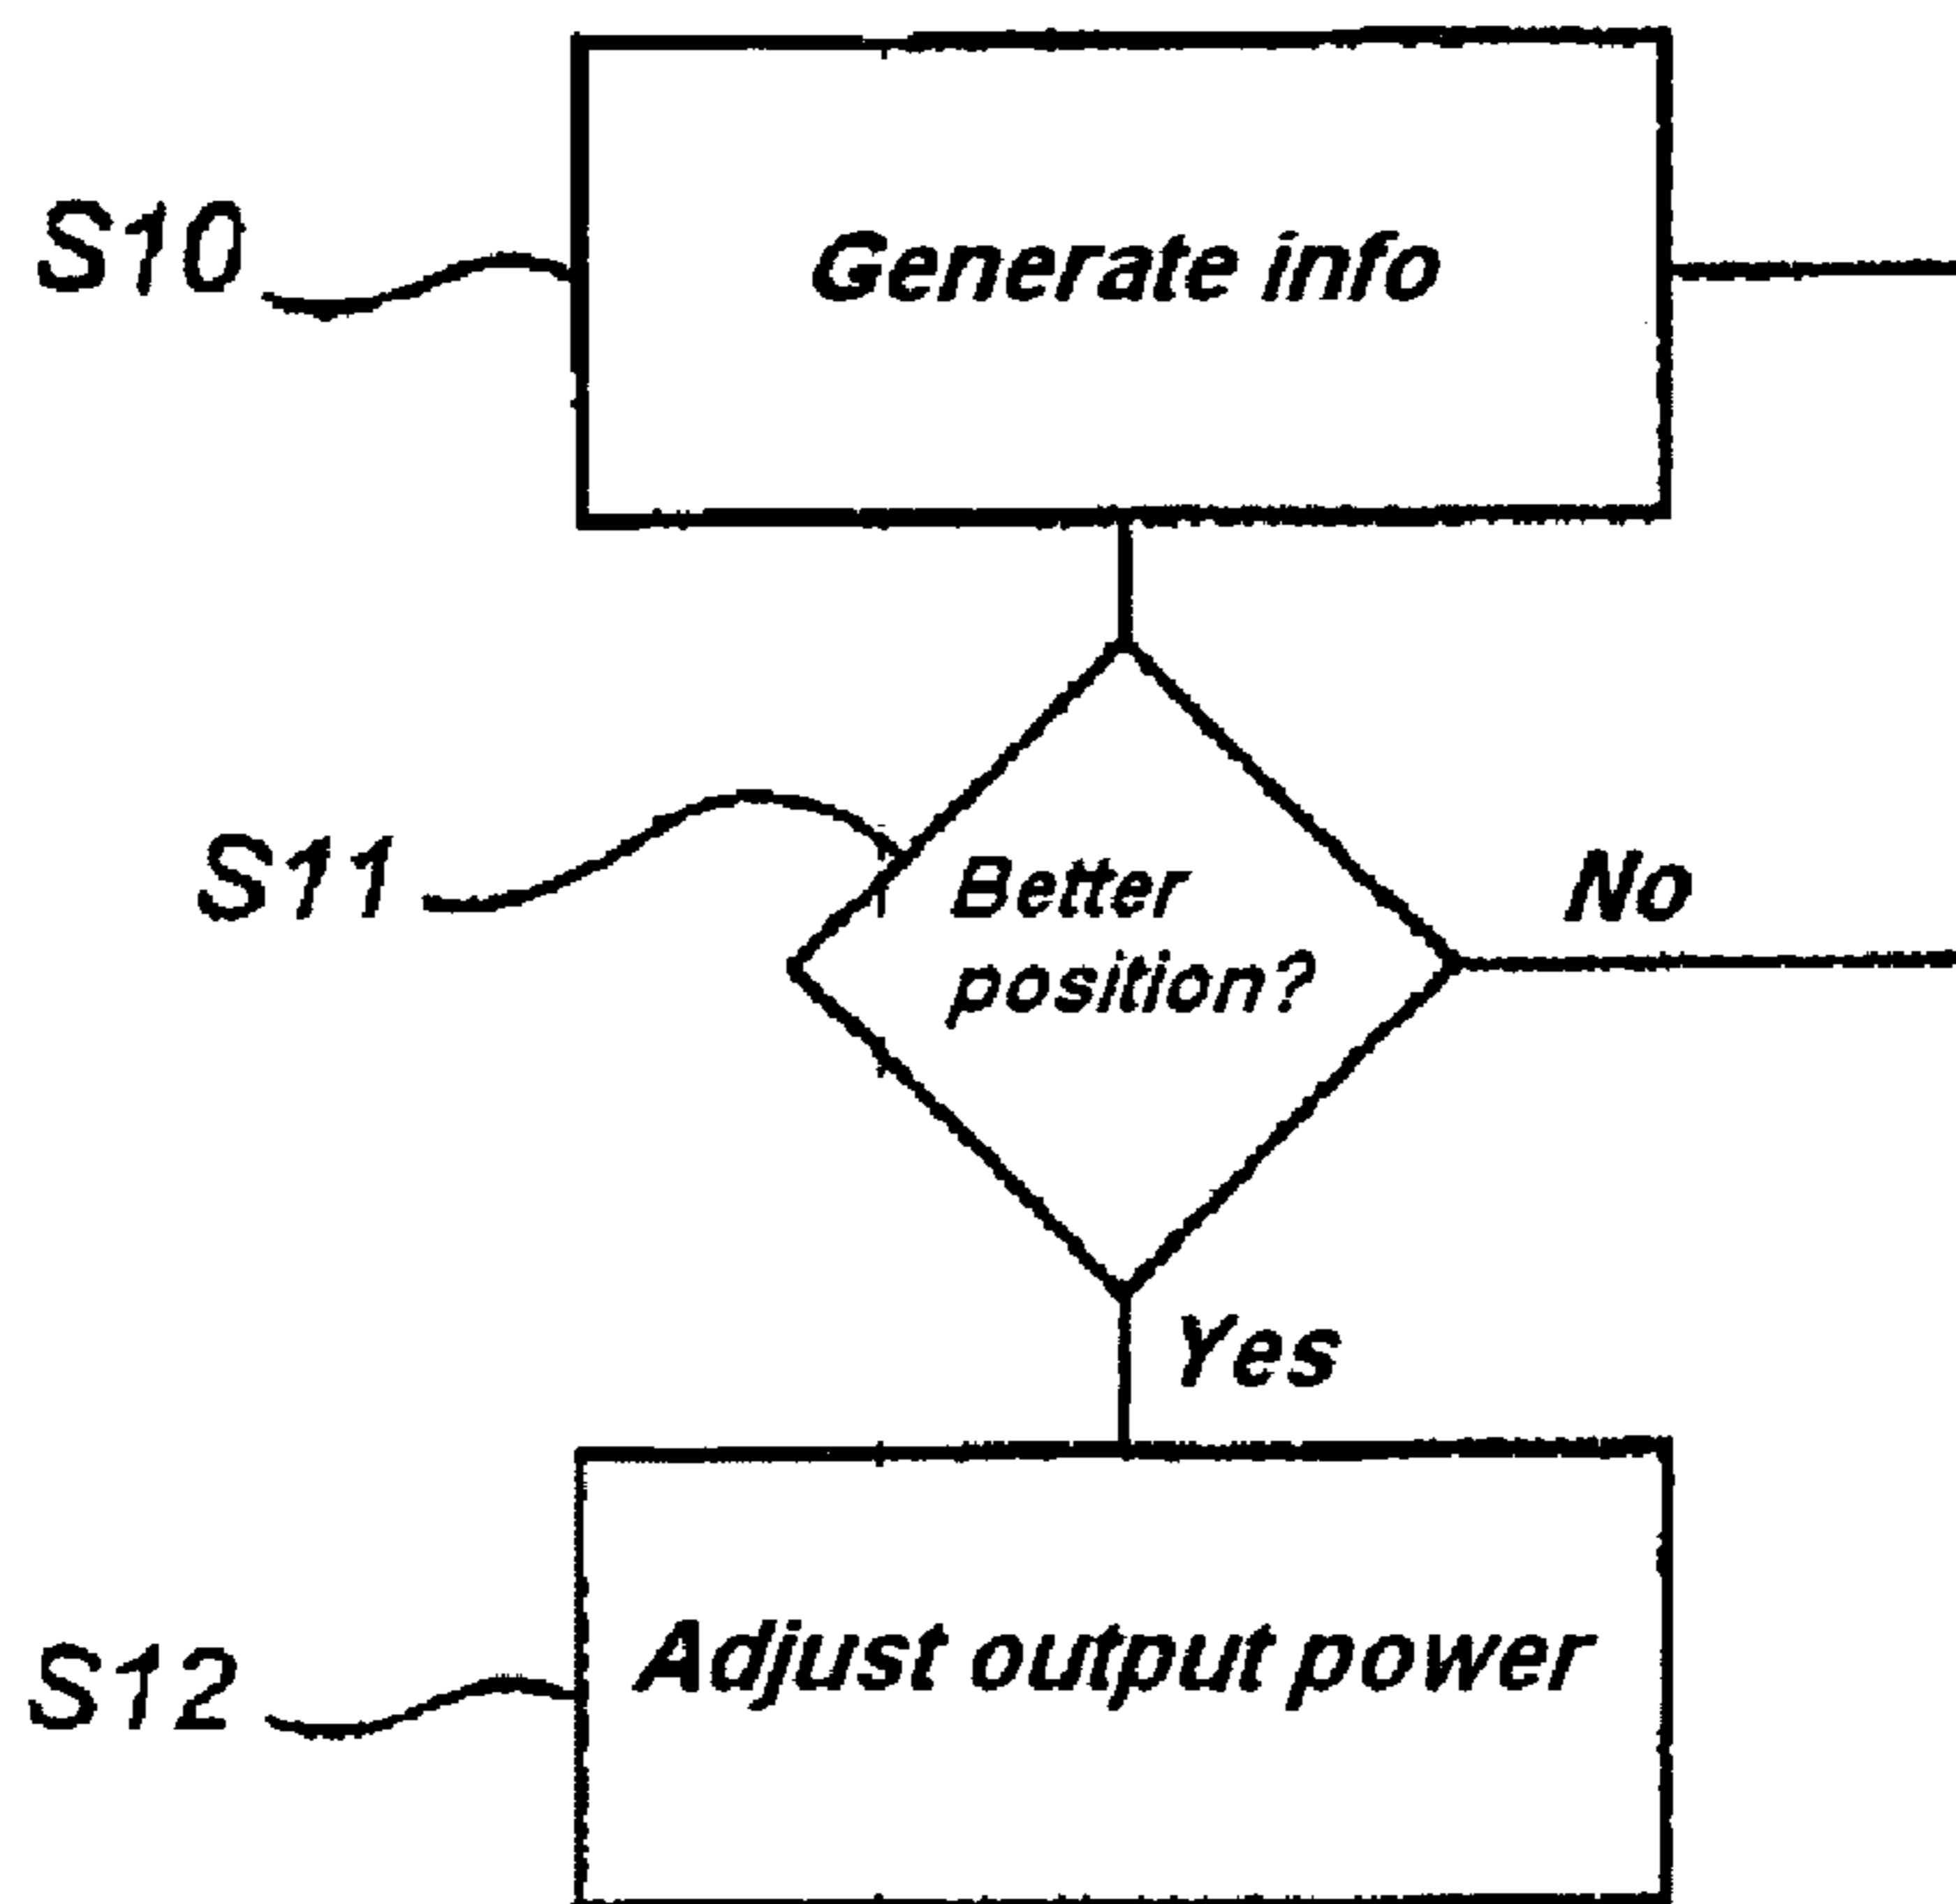 S10
Generate info
S11
Better
position?
No
Yes
S12
Adjust output power